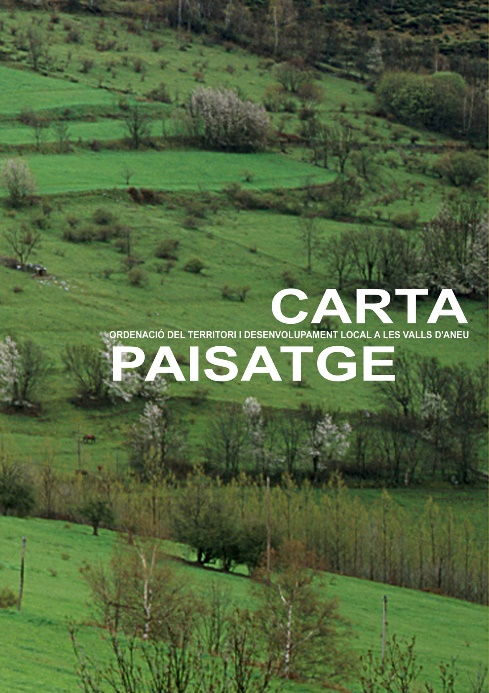 CARTA
ORDENACIÓ DEL TERRITORI I DESENVOLUPAMENT LOCAL A LES VALLS D'ANEU
PAISATGE